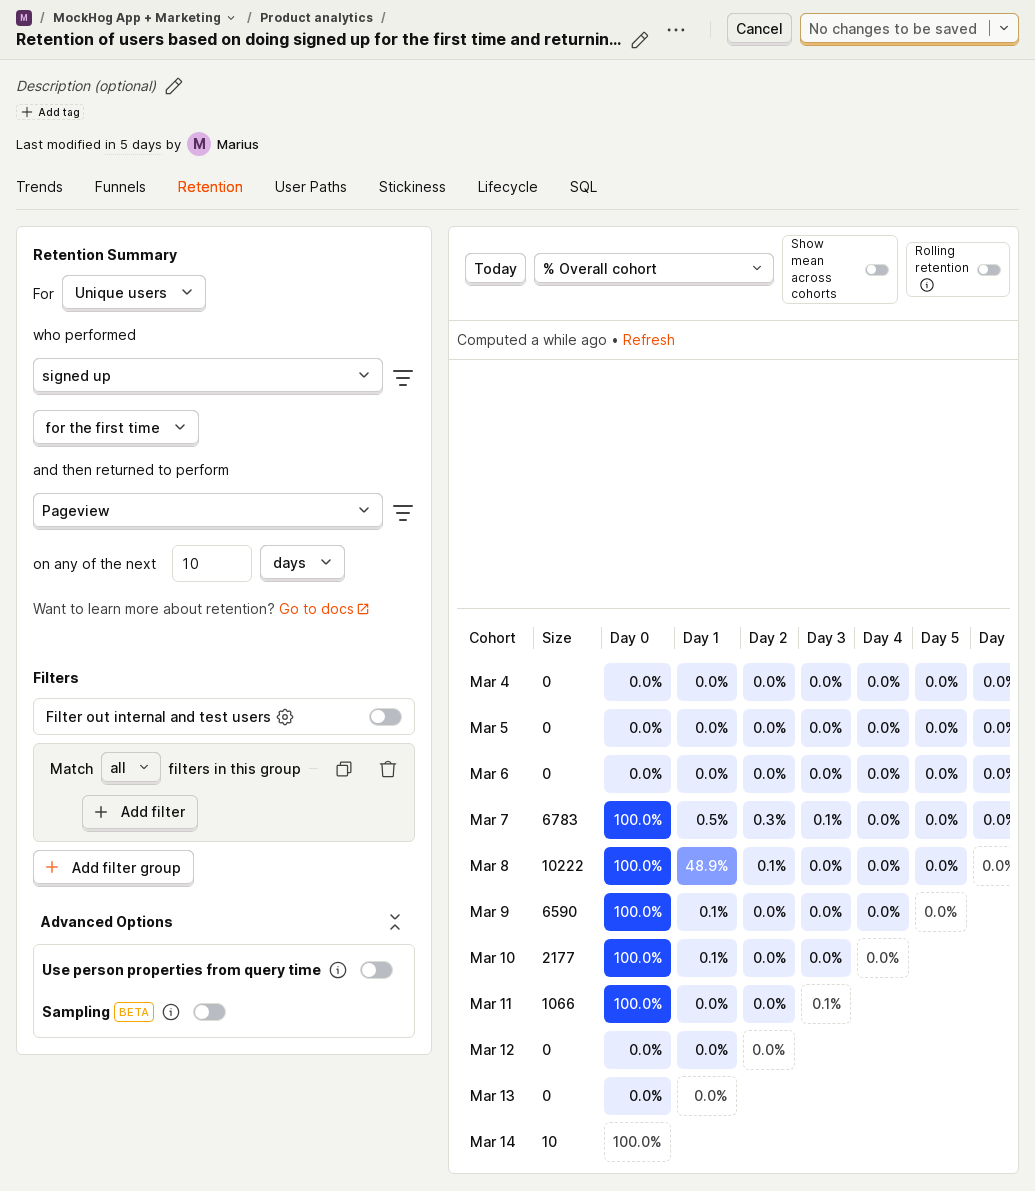 M / MockHog App + Marketing / Product analytics /
Retention of users based on doing signed up for the first time and returnin...
Cancel
No changes to be saved
Description (optional)
Add tag
Last modified in 5 days by M Marius
Trends Funnels Retention User Paths Stickiness Lifecycle SQL
Retention Summary
For Unique users
who performed
signed up
for the first time
and then returned to perform
Pageview
on any of the next 10 days
Want to learn more about retention? Go to docs
Filters
Filter out internal and test users
Match all filters in this group
Add filter
Add filter group
Advanced Options
Use person properties from query time
Sampling BETA
Today
% Overall cohort
Show
mean
across
cohorts
Rolling
retention
Computed a while ago • Refresh
Cohort Size Day 0 Day 1 Day 2 Day 3 Day 4 Day 5 Day
Mar 4 0 0.0% 0.0% 0.0% 0.0% 0.0% 0.0% 0.0%
Mar 5 0 0.0% 0.0% 0.0% 0.0% 0.0% 0.0% 0.0%
Mar 6 0 0.0% 0.0% 0.0% 0.0% 0.0% 0.0% 0.0%
Mar 7 6783 100.0% 0.5% 0.3% 0.1% 0.0% 0.0% 0.0%
Mar 8 10222 100.0% 48.9% 0.1% 0.0% 0.0% 0.0% 0.0%
Mar 9 6590 100.0% 0.1% 0.0% 0.0% 0.0% 0.0%
Mar 10 2177 100.0% 0.1% 0.0% 0.0% 0.0%
Mar 11 1066 100.0% 0.0% 0.0% 0.1%
Mar 12 0 0.0% 0.0% 0.0%
Mar 13 0 0.0% 0.0%
Mar 14 10 100.0%